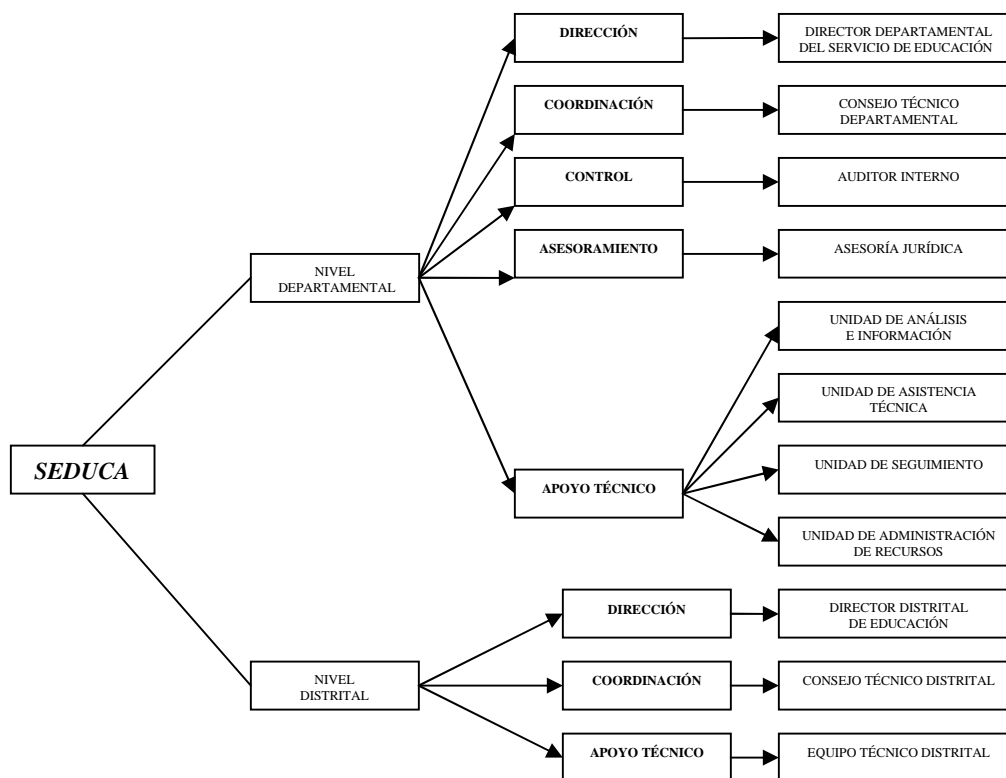 DIRECCIÓN
DIRECTOR DEPARTAMENTAL
DEL SERVICIO DE EDUCACIÓN
COORDINACIÓN
CONSEJO TÉCNICO
DEPARTAMENTAL
CONTROL
AUDITOR INTERNO
ASESORAMIENTO
ASESORÍA JURÍDICA
NIVEL
DEPARTAMENTAL
UNIDAD DE ANÁLISIS
E INFORMACIÓN
UNIDAD DE ASISTENCIA
TÉCNICA
SEDUCA
APOYO TÉCNICO
UNIDAD DE SEGUIMIENTO
UNIDAD DE ADMINISTRACIÓN
DE RECURSOS
DIRECCIÓN
DIRECTOR DISTRITAL
DE EDUCACIÓN
NIVEL
DISTRITAL
COORDINACIÓN
CONSEJO TÉCNICO DISTRITAL
APOYO TÉCNICO
EQUIPO TÉCNICO DISTRITAL